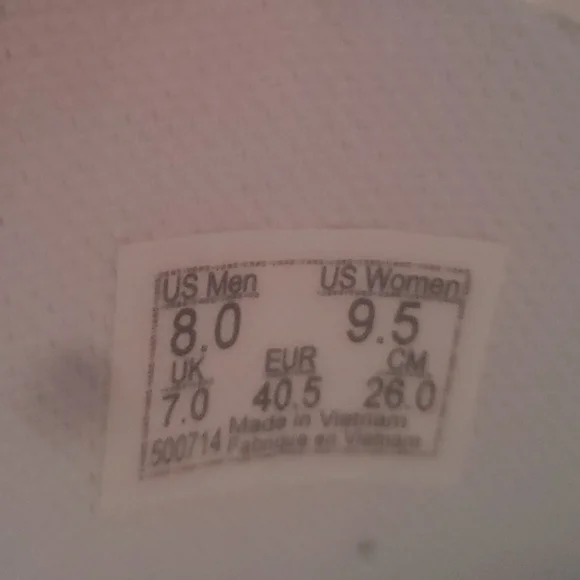 US Men US Women
8.0 9.5
UK EUR CM
7.0 40.5 26.0
Made in Vietnam
500714 Fabriqué en Vietnam